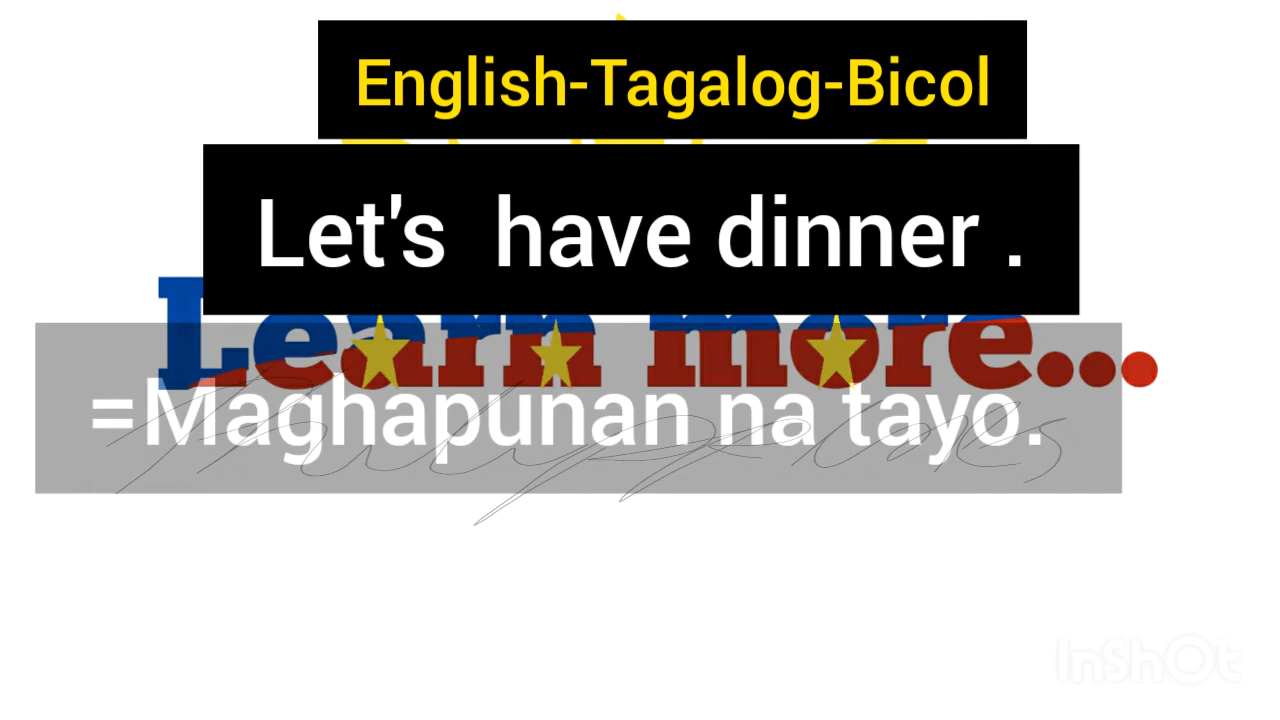 English-Tagalog-Bicol
Let's have dinner .
Learn more...
=Maghapunan na tayo.
InShOt